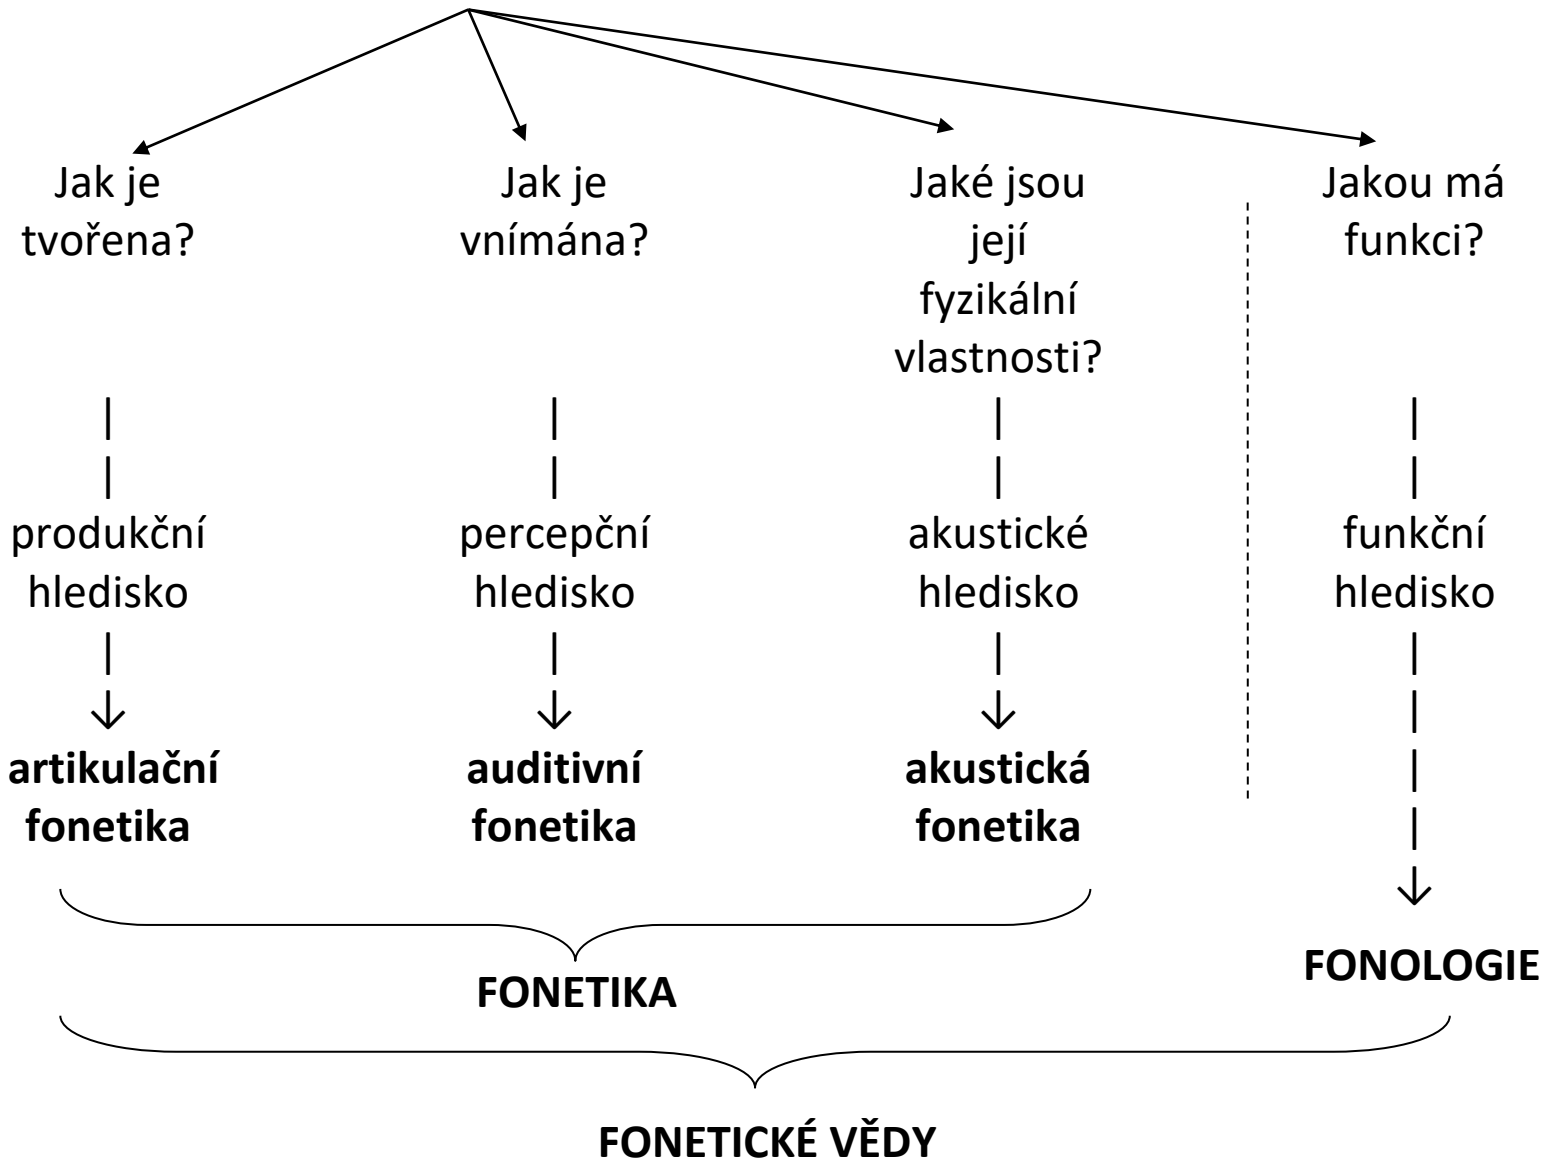 Jak je
tvořena?
Jak je
vnímána?
Jaké jsou
její
fyzikální
vlastnosti?
Jakou má
funkci?
produkční
hledisko
percepční
hledisko
akustické
hledisko
funkční
hledisko
artikulační
fonetika
auditivní
fonetika
akustická
fonetika
FONETIKA
FONOLOGIE
FONETICKÉ VĚDY